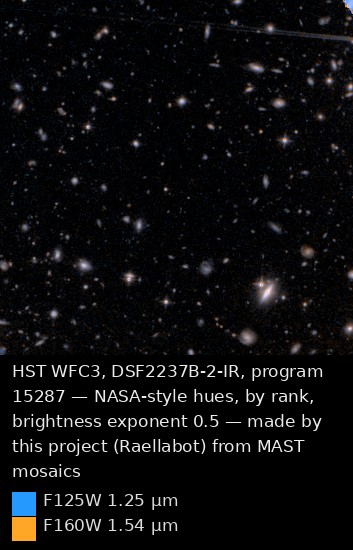 HST WFC3, DSF2237B-2-IR, program
15287 — NASA-style hues, by rank,
brightness exponent 0.5 — made by
this project (Raellabot) from MAST
mosaics
F125W 1.25 µm
F160W 1.54 µm